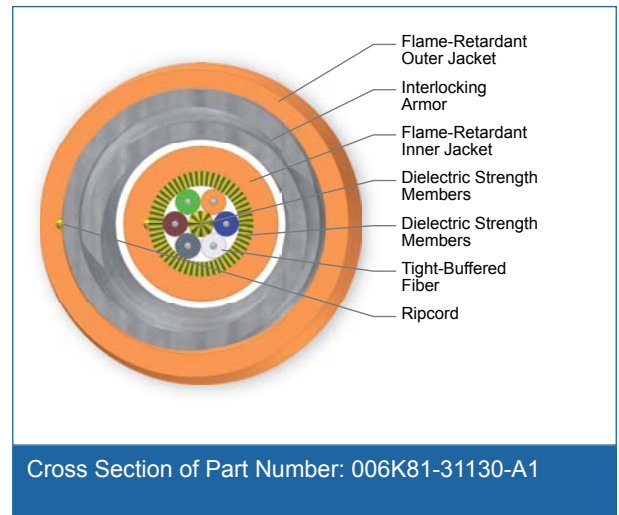 Flame-Retardant
Outer Jacket
Interlocking
Armor
Flame-Retardant
Inner Jacket
Dielectric Strength
Members
Dielectric Strength
Members
Tight-Buffered
Fiber
Ripcord
Cross Section of Part Number: 006K81-31130-A1